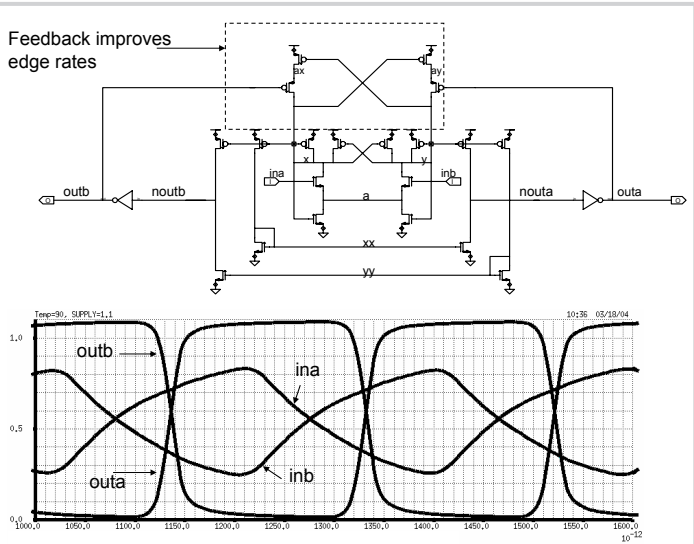 Feedback improves
edge rates
ax
ay
x
y
ina
inb
a
outb
noutb
nouta
outa
O
O
xx
yy
Temp=90, SUPPLY=1.1
10:36 03/18/04
1.0
0.5
0.0
outb
ina
outa
inb
1000.0 1050.0 1100.0 1150.0 1200.0 1250.0 1300.0 1350.0 1400.0 1450.0 1500.0 1550.0 1600.0
10^-12